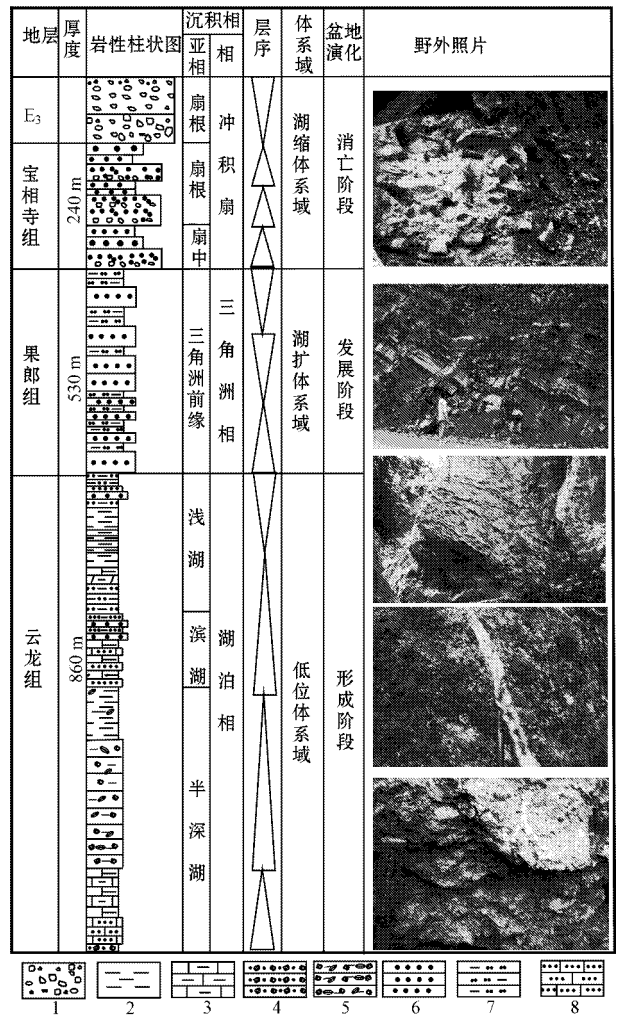 地层 厚度 岩性柱状图 沉积相 层序 体系域 盆地演化 野外照片
亚相 相
E₃ 扇根 冲积扇 湖缩体系域 消亡阶段
宝相寺组 240 m 扇根
扇中
果郎组 530 m 三角洲前缘 三角洲相 湖扩体系域 发展阶段
云龙组 860 m 浅湖 湖泊相 低位体系域 形成阶段
滨湖
半深湖
1 2 3 4 5 6 7 8